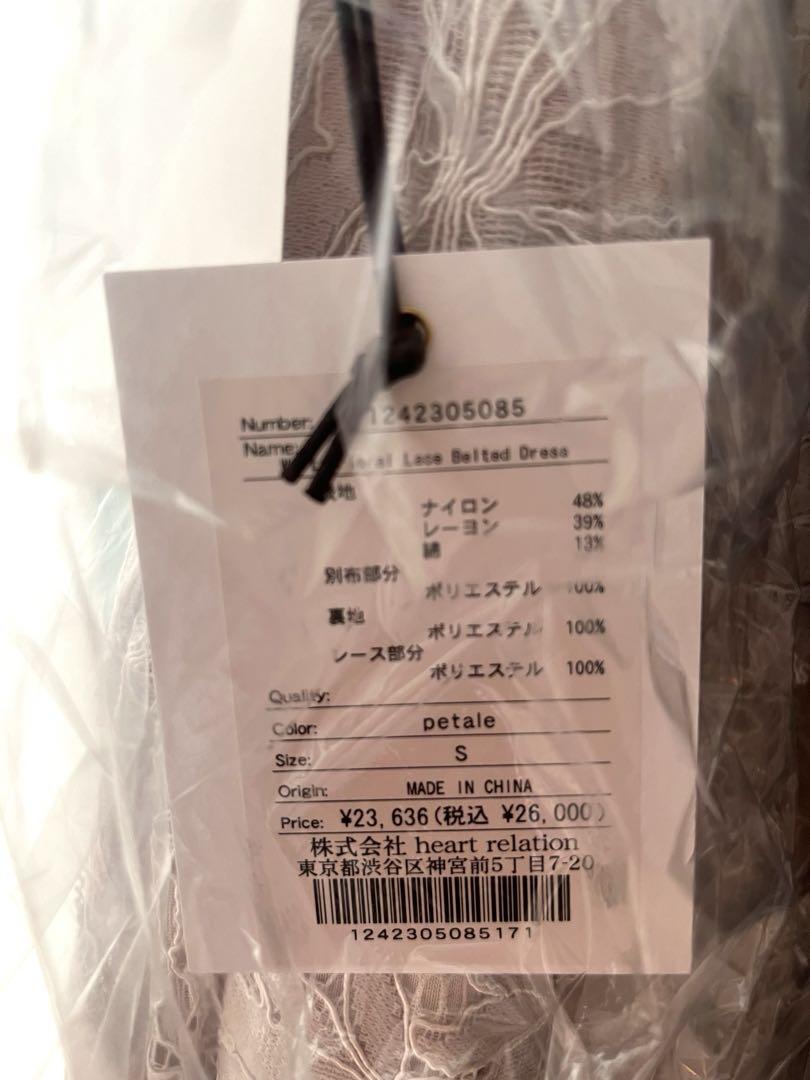 Number: 1242305085
Name:
Lace Belted Dress
表地
ナイロン 48%
レーヨン 39%
綿 13%
別布部分
ポリエステル 100%
裏地
ポリエステル 100%
レース部分
ポリエステル 100%
Quality:
Color: petale
Size: S
Origin: MADE IN CHINA
Price: ¥23,636(税込 ¥26,000)
株式会社 heart relation
東京都渋谷区神宮前5丁目7-20
1242305085171